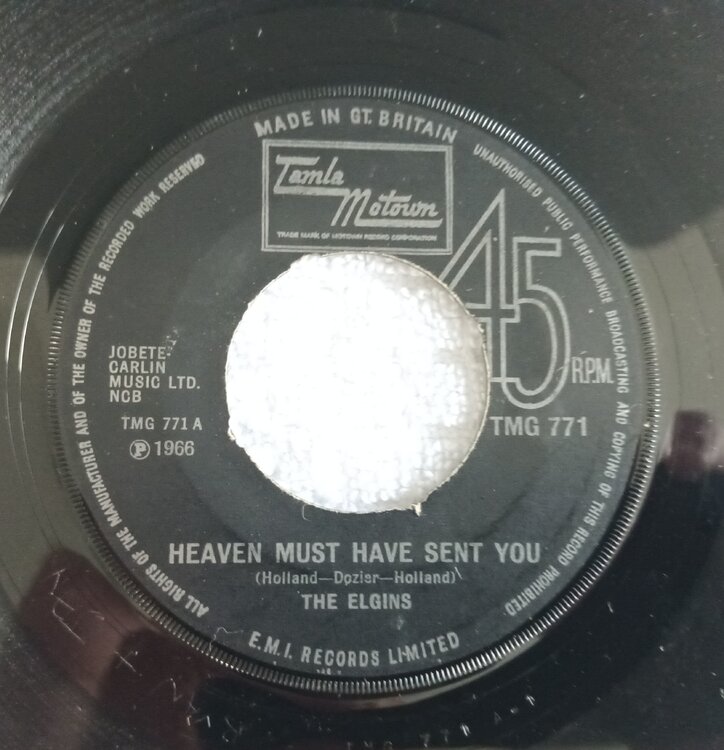 MADE IN GT. BRITAIN
Tamla
Motown
TRADE MARK OF MOTOWN RECORD CORPORATION
UNAUTHORISED PUBLIC PERFORMANCE BROADCASTING AND COPYING OF THIS RECORD PROHIBITED
ALL RIGHTS OF THE MANUFACTURER AND OF THE OWNER OF THE RECORDED WORK RESERVED
45
R.P.M.
JOBETE-
CARLIN
MUSIC LTD.
NCB
TMG 771 A
Ⓟ 1966
TMG 771
HEAVEN MUST HAVE SENT YOU
(Holland—Dozier—Holland)
THE ELGINS
E.M.I. RECORDS LIMITED